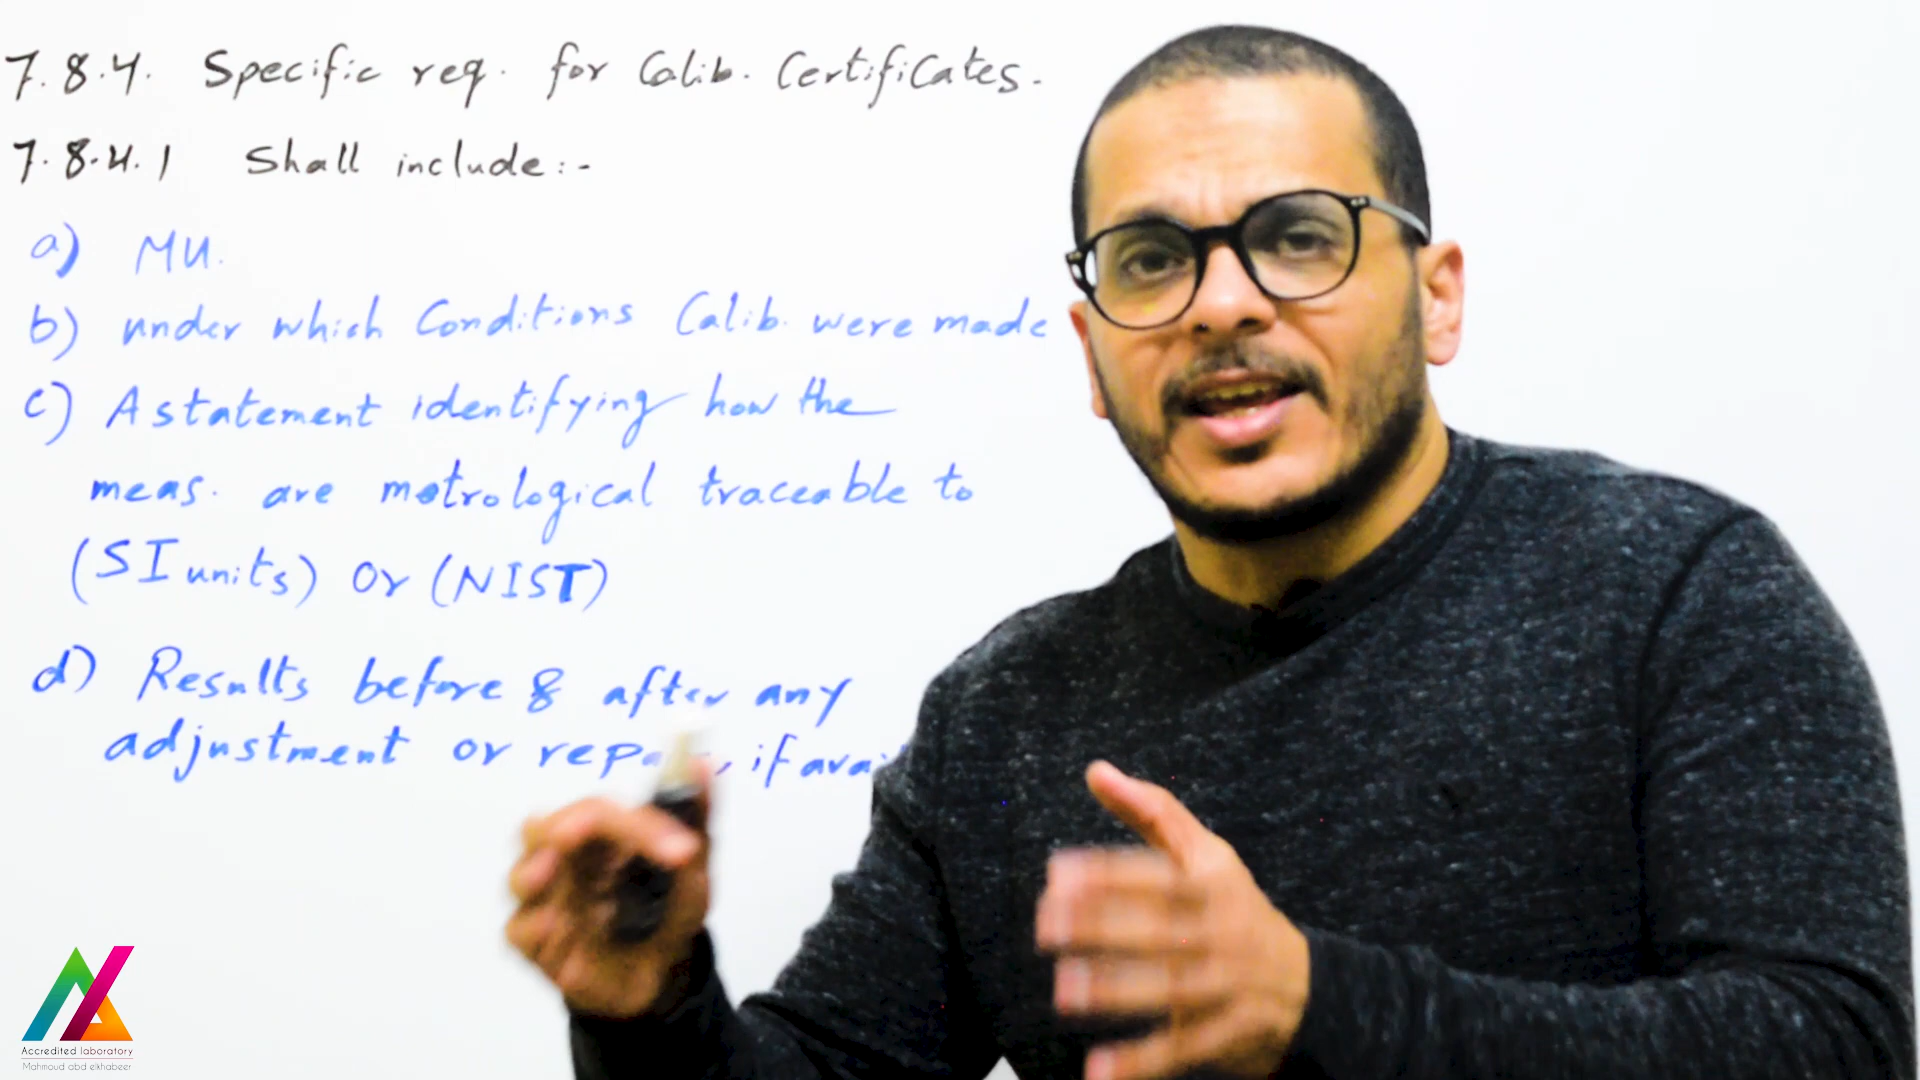 7.8.4. Specific req. for Calib. Certificates.
7.8.4.1 Shall include:-
a) MU.
b) under which Conditions Calib. were made
c) A statement identifying how the
meas. are metrological traceable to
(SI units) Or (NIST)
d) Results before & after any
adjustment or , if
Accredited laboratory
Mahmoud abd elkhabeer